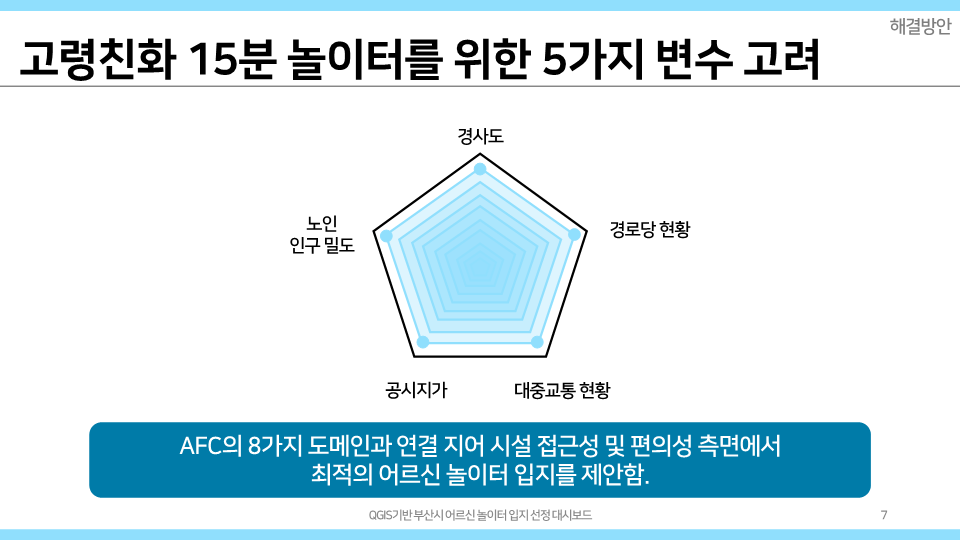 해결방안
고령친화 15분 놀이터를 위한 5가지 변수 고려
경사도
노인
인구 밀도
경로당 현황
공시지가
대중교통 현황
AFC의 8가지 도메인과 연결 지어 시설 접근성 및 편의성 측면에서
최적의 어르신 놀이터 입지를 제안함.
QGIS기반 부산시 어르신 놀이터 입지 선정 대시보드
7